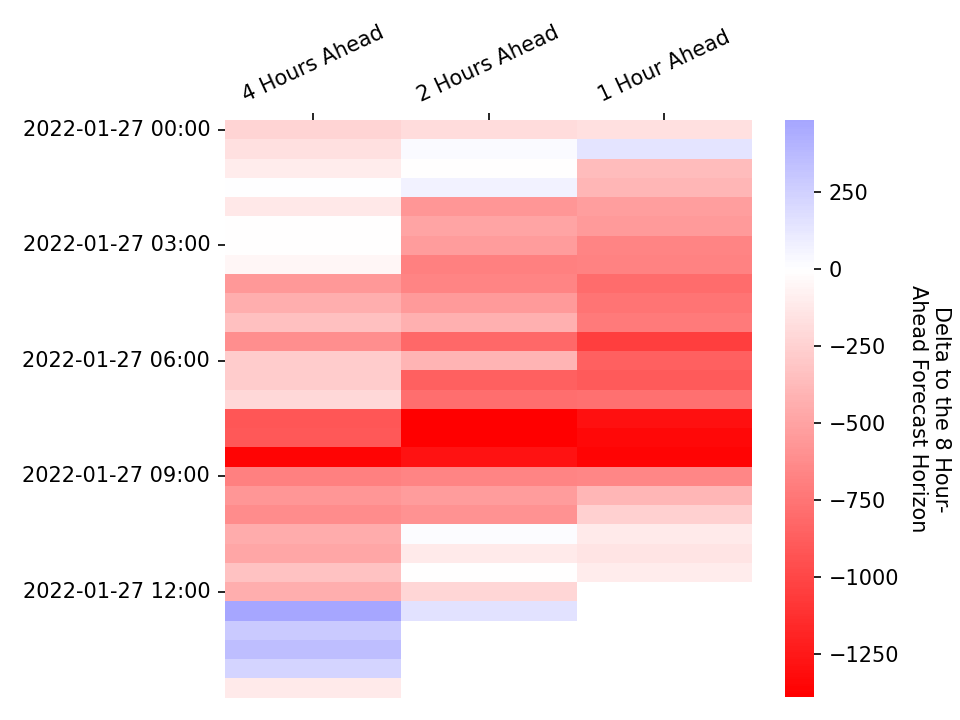 4 Hours Ahead
2 Hours Ahead
1 Hour Ahead
2022-01-27 00:00
2022-01-27 03:00
2022-01-27 06:00
2022-01-27 09:00
2022-01-27 12:00
250
0
−250
−500
−750
−1000
−1250
Delta to the 8 Hour-
Ahead Forecast Horizon